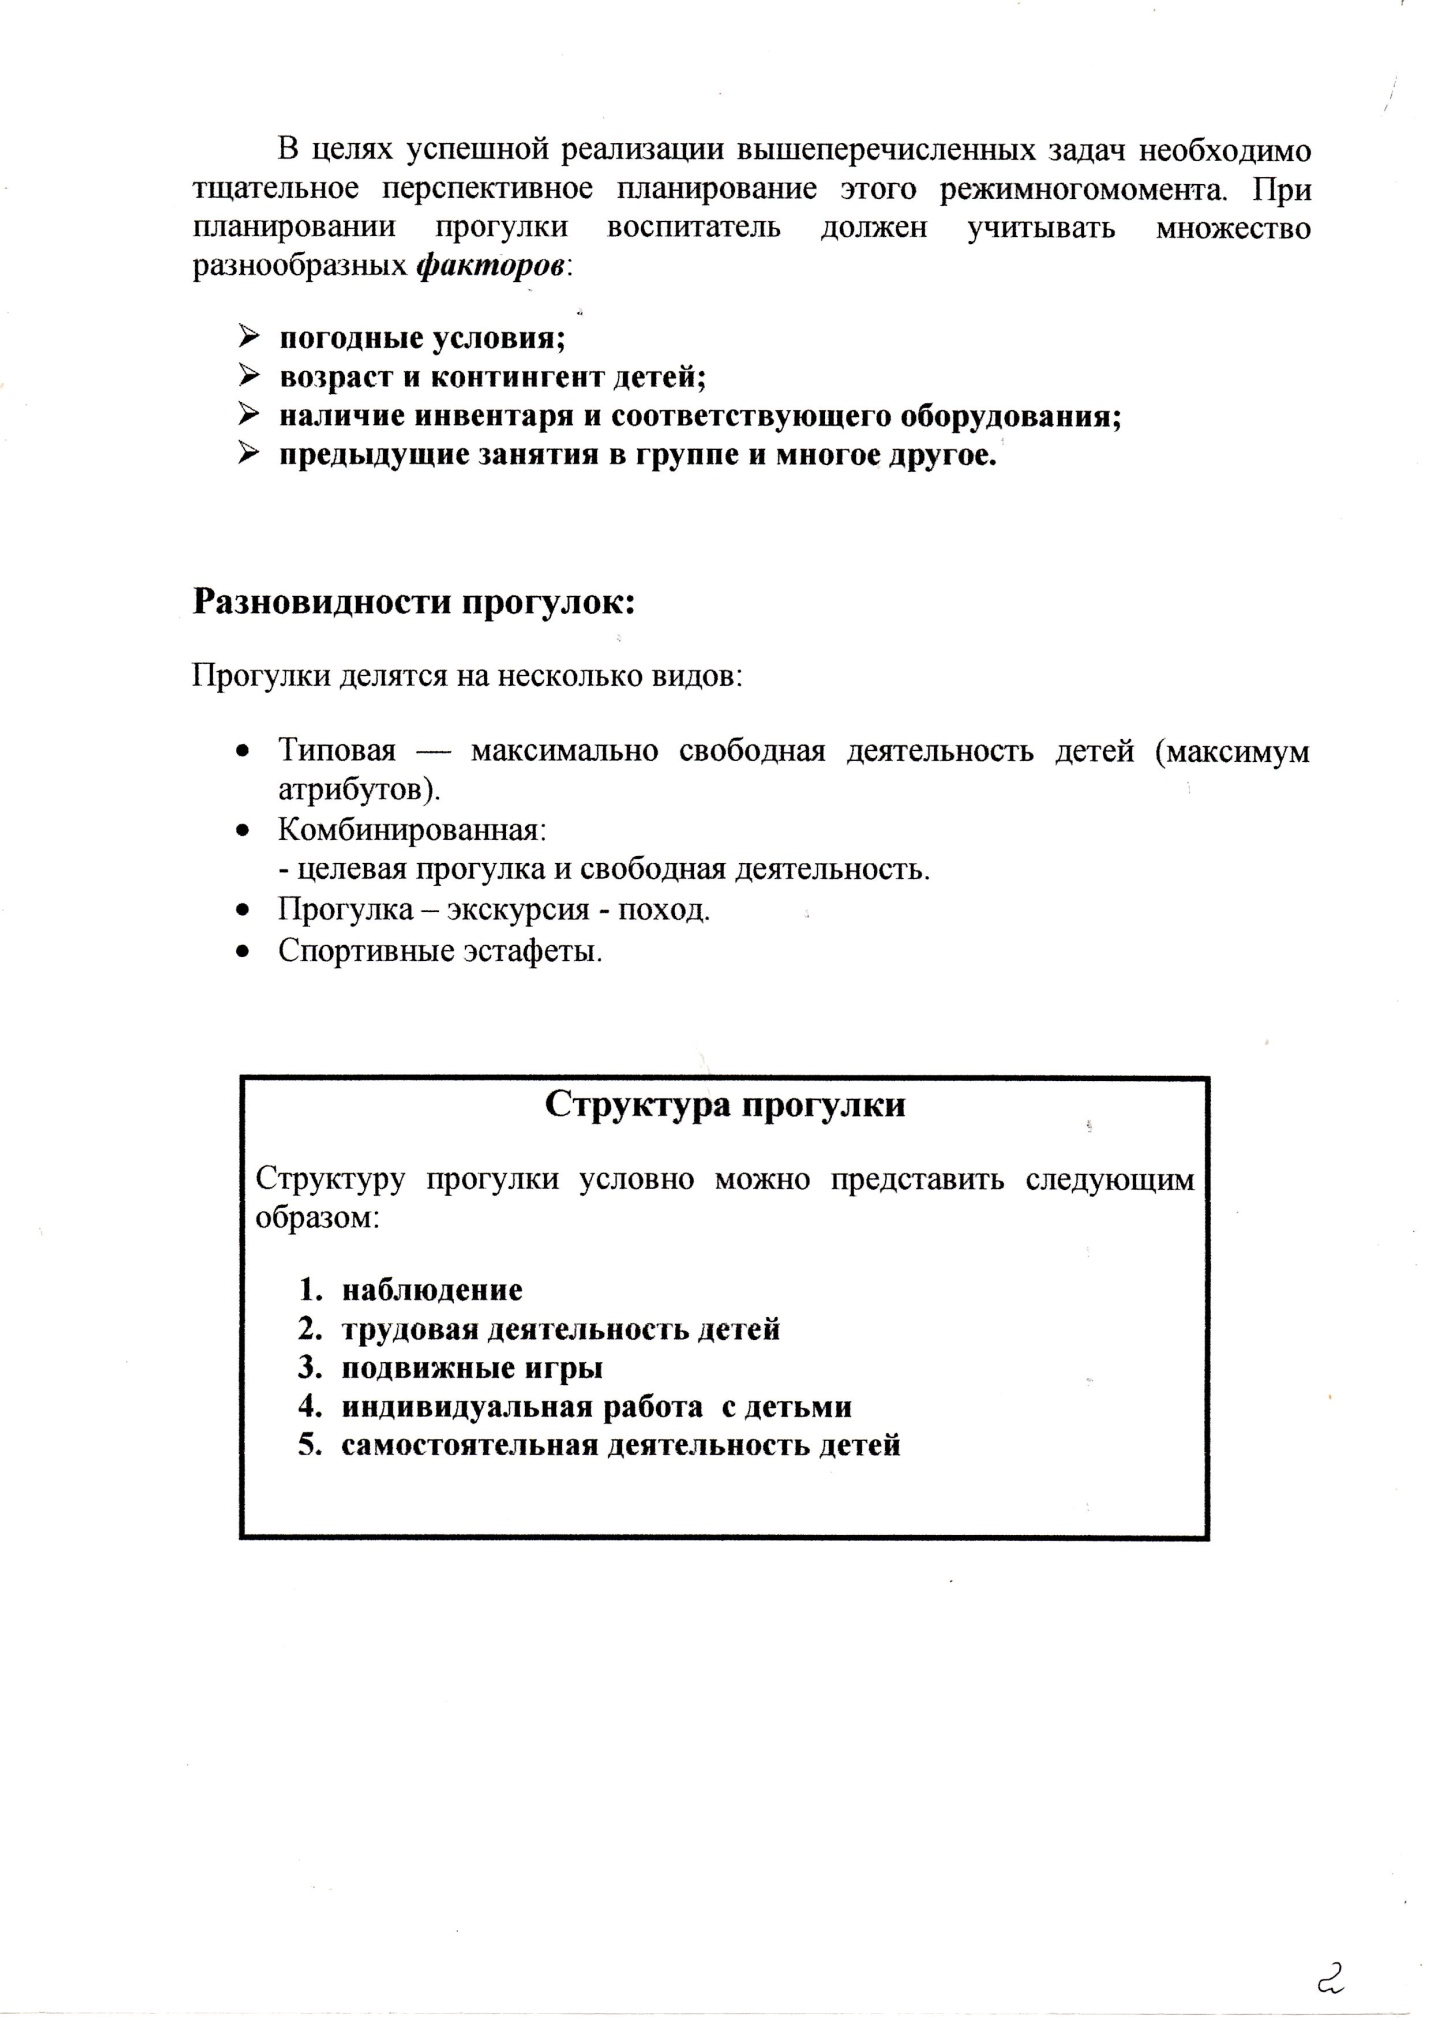 В целях успешной реализации вышеперечисленных задач необходимо
тщательное перспективное планирование этого режимногомомента. При
планировании прогулки воспитатель должен учитывать множество
разнообразных факторов:
➢ погодные условия;
➢ возраст и контингент детей;
➢ наличие инвентаря и соответствующего оборудования;
➢ предыдущие занятия в группе и многое другое.
Разновидности прогулок:
Прогулки делятся на несколько видов:
• Типовая — максимально свободная деятельность детей (максимум
атрибутов).
• Комбинированная:
- целевая прогулка и свободная деятельность.
• Прогулка – экскурсия - поход.
• Спортивные эстафеты.
Структура прогулки
Структуру прогулки условно можно представить следующим
образом:
1. наблюдение
2. трудовая деятельность детей
3. подвижные игры
4. индивидуальная работа с детьми
5. самостоятельная деятельность детей
2